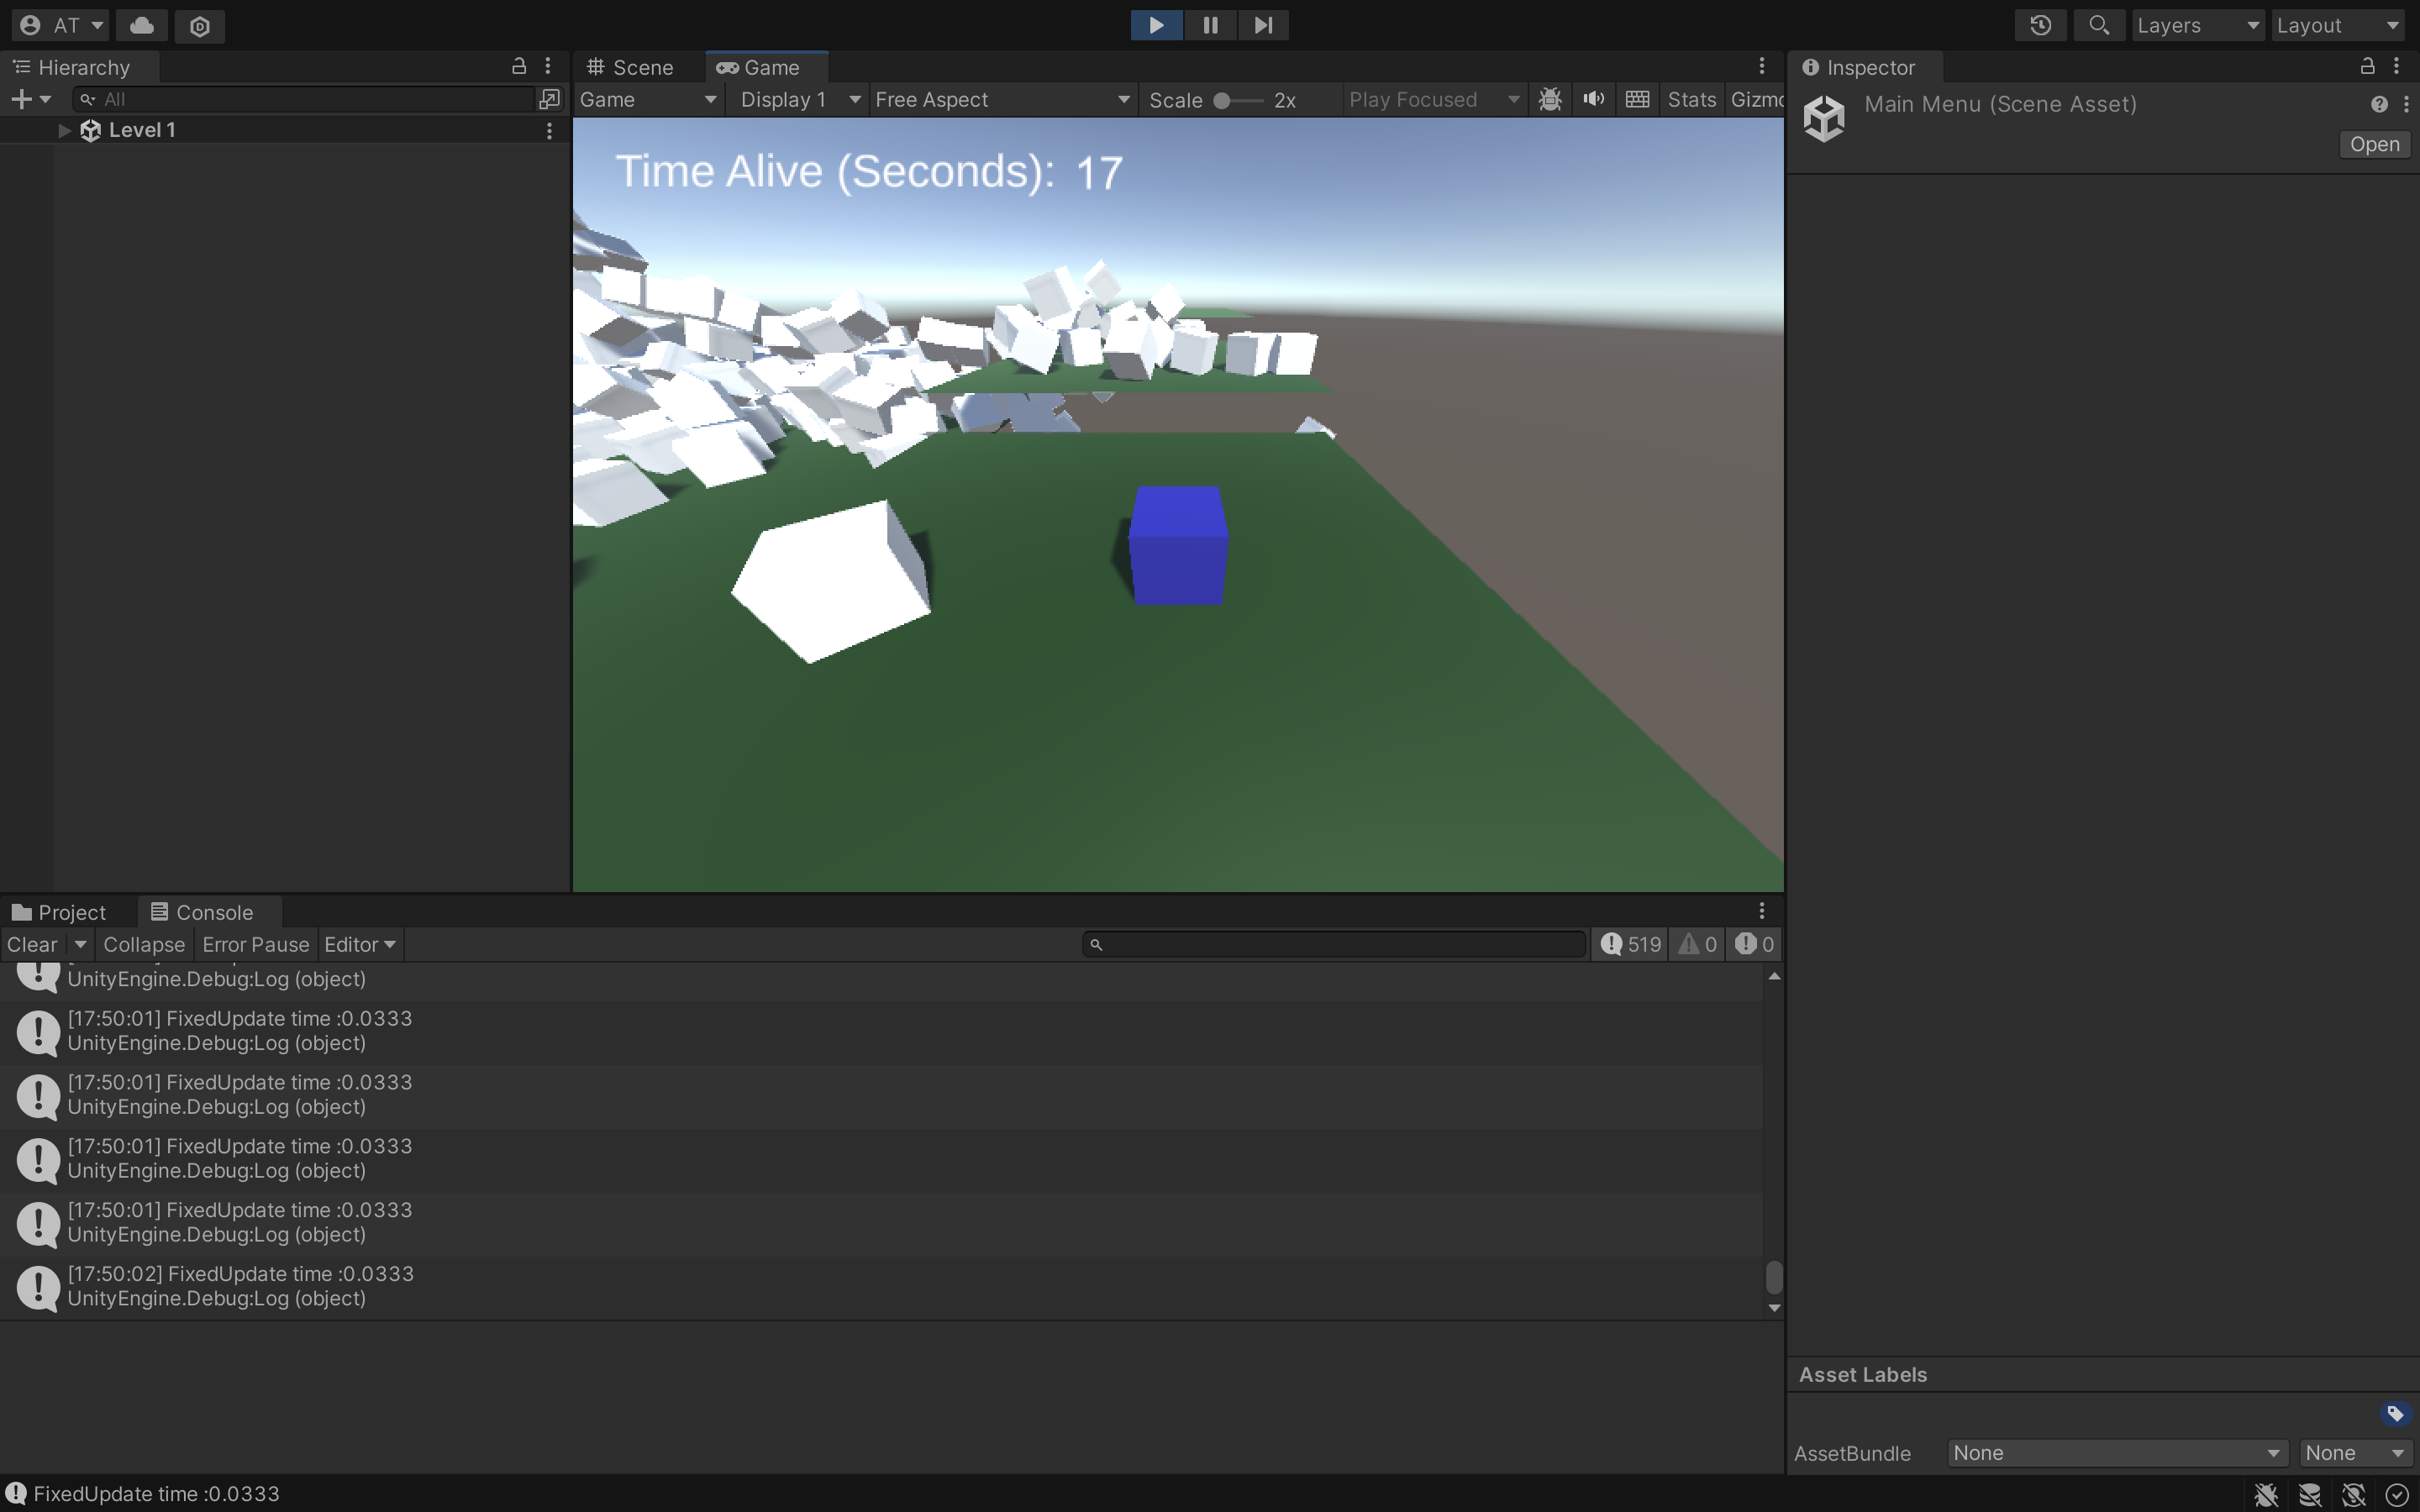 AT
Layers
Layout
Hierarchy
All
Level 1
Scene
Game
Game
Display 1
Free Aspect
Scale
2x
Play Focused
Stats
Gizmo
Time Alive (Seconds): 17
Inspector
Main Menu (Scene Asset)
Open
Project
Console
Clear
Collapse
Error Pause
Editor
519
0
0
UnityEngine.Debug:Log (object)
[17:50:01] FixedUpdate time :0.0333
UnityEngine.Debug:Log (object)
[17:50:01] FixedUpdate time :0.0333
UnityEngine.Debug:Log (object)
[17:50:01] FixedUpdate time :0.0333
UnityEngine.Debug:Log (object)
[17:50:01] FixedUpdate time :0.0333
UnityEngine.Debug:Log (object)
[17:50:02] FixedUpdate time :0.0333
UnityEngine.Debug:Log (object)
Asset Labels
AssetBundle
None
None
FixedUpdate time :0.0333